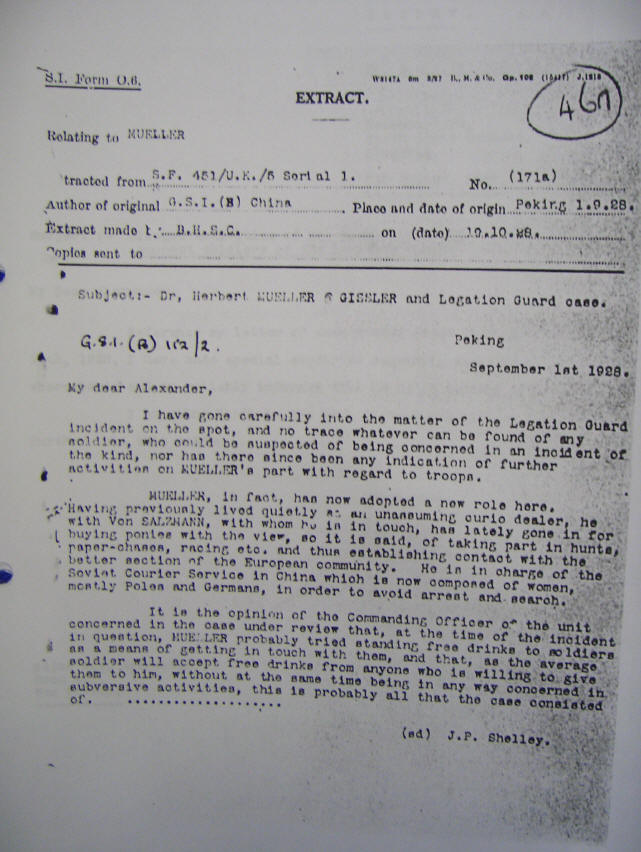 S.I. Form O.6.
W9147A 6m 8/27 H., M. & Co. Gp. 108 J.1818
46a
EXTRACT.
Relating to MUELLER
tracted from S.F. 451/U.K./5 Serial 1. No. (171a)
Author of original G.S.I.(B) China Place and date of origin Peking 1.9.28.
Extract made by B.H.S.C. on (date) 10.10.28.
Copies sent to
Subject:- Dr, Herbert MUELLER & GISSLER and Legation Guard case.
G.S.I. (B) 152/2.
Peking
September 1st 1928.
My dear Alexander,
I have gone carefully into the matter of the Legation Guard
incident on the spot, and no trace whatever can be found of any
soldier, who could be suspected of being concerned in an incident of
the kind, nor has there since been any indication of further
activities on MUELLER's part with regard to troops.
MUELLER, in fact, has now adopted a new role here.
Having previously lived quietly as an unassuming curio dealer, he
with Von SALZMANN, with whom he is in touch, has lately gone in for
buying ponies with the view, so it is said, of taking part in hunts,
paper-chases, racing etc. and thus establishing contact with the
better section of the European community. He is in charge of the
Soviet Courier Service in China which is now composed of women,
mostly Poles and Germans, in order to avoid arrest and search.
It is the opinion of the Commanding Officer of the unit
concerned in the case under review that, at the time of the incident
in question, MUELLER probably tried standing free drinks to soldiers
as a means of getting in touch with them, and that, as the average
soldier will accept free drinks from anyone who is willing to give
them to him, without at the same time being in any way concerned in
subversive activities, this is probably all that the case consisted
of. ....................
(sd) J.P. Shelley.